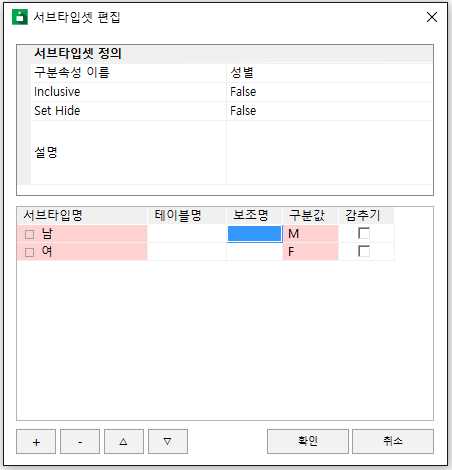 서브타입셋 편집
서브타입셋 정의
구분속성 이름 성별
Inclusive False
Set Hide False
설명
서브타입명 테이블명 보조명 구분값 감추기
남 M
여 F
+ - △ ▽ 확인 취소